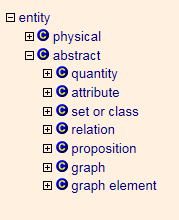 entity
physical
abstract
quantity
attribute
set or class
relation
proposition
graph
graph element